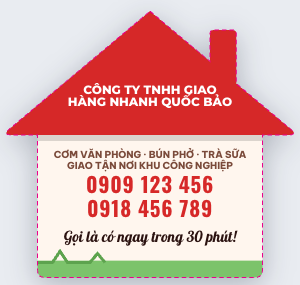 CÔNG TY TNHH GIAO
HÀNG NHANH QUỐC BẢO
CƠM VĂN PHÒNG · BÚN PHỞ · TRÀ SỮA
GIAO TẬN NƠI KHU CÔNG NGHIỆP
0909 123 456
0918 456 789
Gọi là có ngay trong 30 phút!